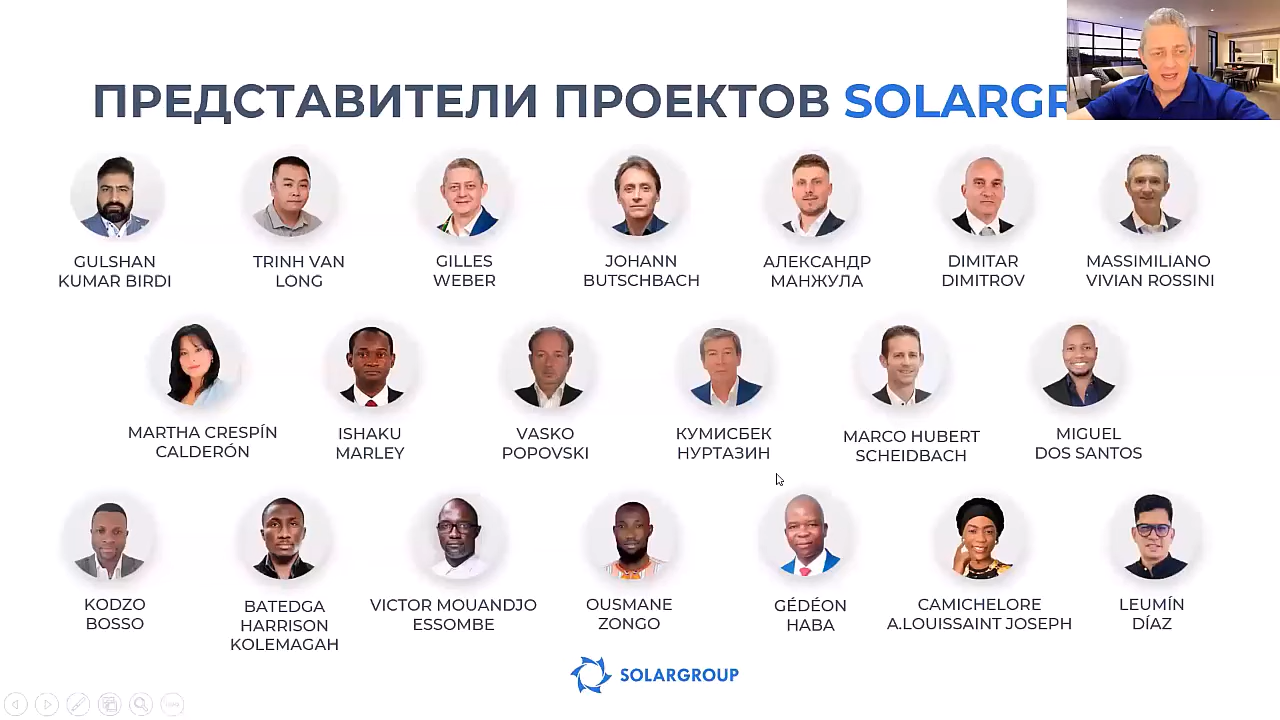 ПРЕДСТАВИТЕЛИ ПРОЕКТОВ SOLARGR
GULSHAN
KUMAR BIRDI
TRINH VAN
LONG
GILLES
WEBER
JOHANN
BUTSCHBACH
АЛЕКСАНДР
МАНЖУЛА
DIMITAR
DIMITROV
MASSIMILIANO
VIVIAN ROSSINI
MARTHA CRESPÍN
CALDERÓN
ISHAKU
MARLEY
VASKO
POPOVSKI
КУМИСБЕК
НУРТАЗИН
MARCO HUBERT
SCHEIDBACH
MIGUEL
DOS SANTOS
KODZO
BOSSO
BATEDGA
HARRISON
KOLEMAGAH
VICTOR MOUANDJO
ESSOMBE
OUSMANE
ZONGO
GÉDÉON
HABA
CAMICHELORE
A.LOUISSAINT JOSEPH
LEUMÍN
DÍAZ
SOLARGROUP